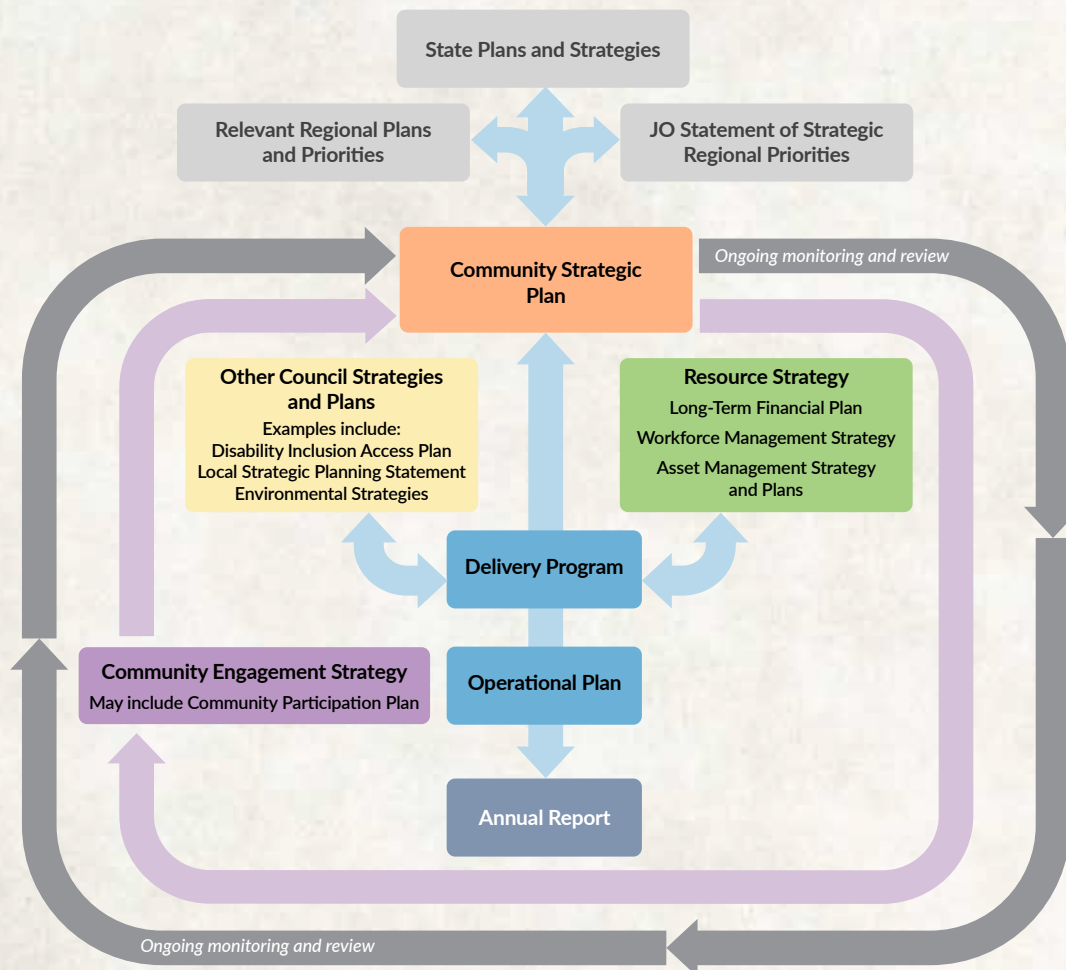 State Plans and Strategies
Relevant Regional Plans
and Priorities
JO Statement of Strategic
Regional Priorities
Community Strategic
Plan
Ongoing monitoring and review
Other Council Strategies
and Plans
Examples include:
Disability Inclusion Access Plan
Local Strategic Planning Statement
Environmental Strategies
Resource Strategy
Long-Term Financial Plan
Workforce Management Strategy
Asset Management Strategy
and Plans
Delivery Program
Community Engagement Strategy
May include Community Participation Plan
Operational Plan
Annual Report
Ongoing monitoring and review